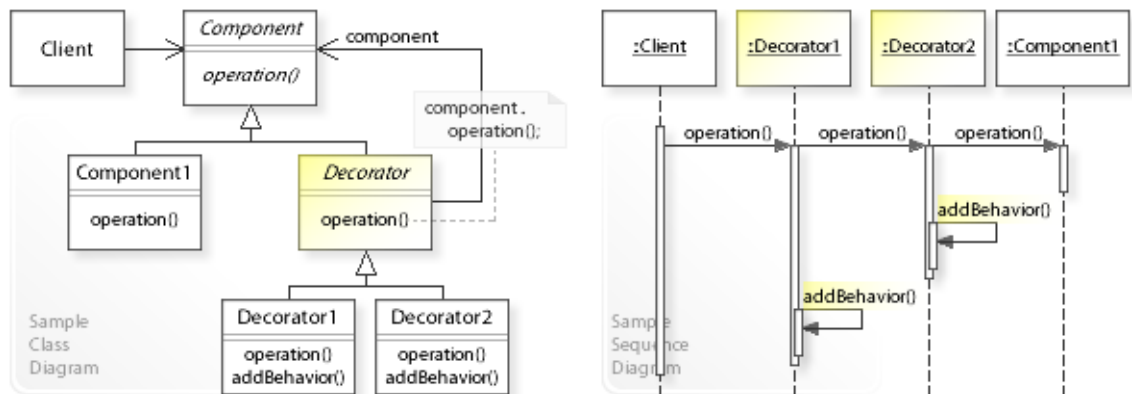 Client
Component
operation()
component
component.
operation();
Component1
operation()
Decorator
operation()
Decorator1
operation()
addBehavior()
Decorator2
operation()
addBehavior()
Sample
Class
Diagram
:Client
:Decorator1
:Decorator2
:Component1
operation()
operation()
operation()
addBehavior()
addBehavior()
Sample
Sequence
Diagram